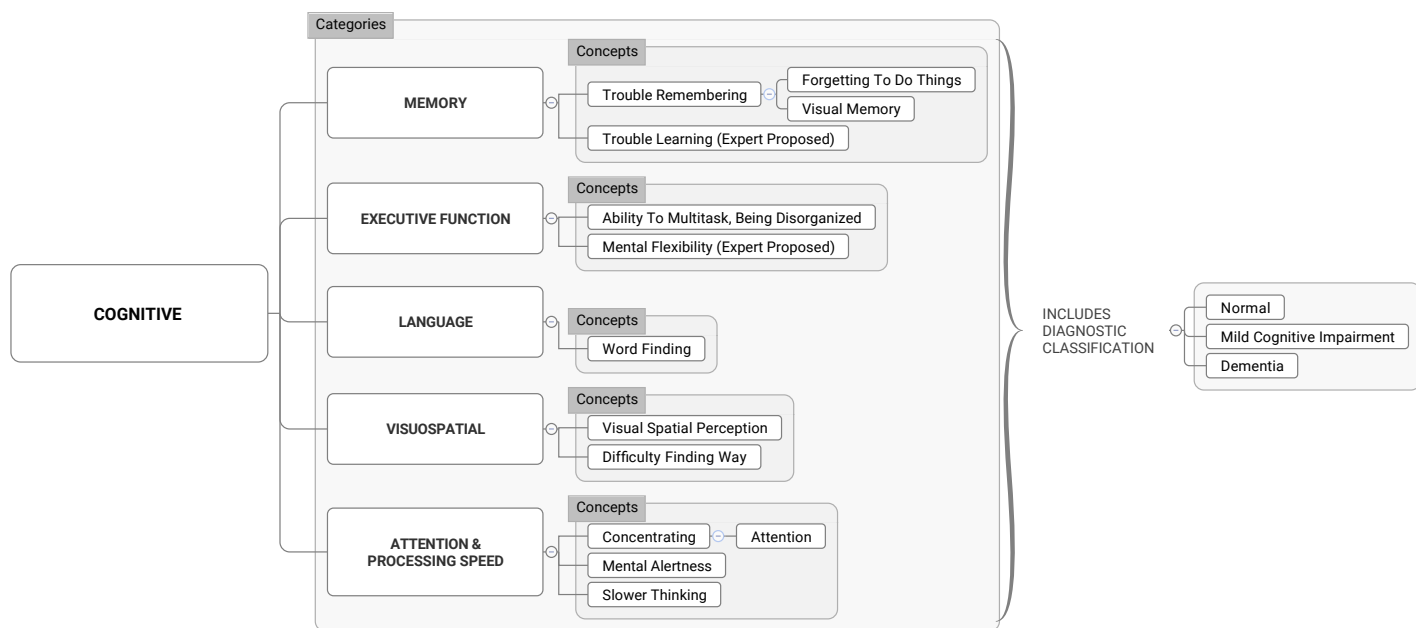 Categories
COGNITIVE
MEMORY
Concepts
Trouble Remembering
Forgetting To Do Things
Visual Memory
Trouble Learning (Expert Proposed)
EXECUTIVE FUNCTION
Concepts
Ability To Multitask, Being Disorganized
Mental Flexibility (Expert Proposed)
LANGUAGE
Concepts
Word Finding
VISUOSPATIAL
Concepts
Visual Spatial Perception
Difficulty Finding Way
ATTENTION &
PROCESSING SPEED
Concepts
Concentrating
Attention
Mental Alertness
Slower Thinking
INCLUDES
DIAGNOSTIC
CLASSIFICATION
Normal
Mild Cognitive Impairment
Dementia